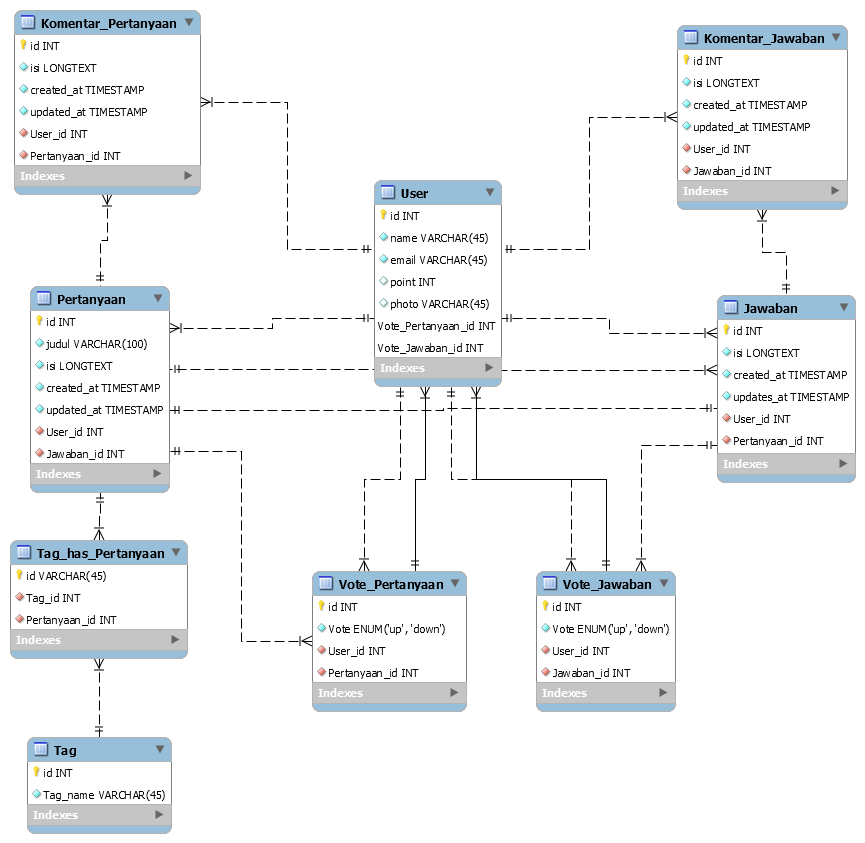 Komentar_Pertanyaan
id INT
isi LONGTEXT
created_at TIMESTAMP
updated_at TIMESTAMP
User_id INT
Pertanyaan_id INT
Indexes
Komentar_Jawaban
id INT
isi LONGTEXT
created_at TIMESTAMP
updated_at TIMESTAMP
User_id INT
Jawaban_id INT
Indexes
User
id INT
name VARCHAR(45)
email VARCHAR(45)
point INT
photo VARCHAR(45)
Vote_Pertanyaan_id INT
Vote_Jawaban_id INT
Indexes
Pertanyaan
id INT
judul VARCHAR(100)
isi LONGTEXT
created_at TIMESTAMP
updated_at TIMESTAMP
User_id INT
Jawaban_id INT
Indexes
Jawaban
id INT
isi LONGTEXT
created_at TIMESTAMP
updates_at TIMESTAMP
User_id INT
Pertanyaan_id INT
Indexes
Tag_has_Pertanyaan
id VARCHAR(45)
Tag_id INT
Pertanyaan_id INT
Indexes
Vote_Pertanyaan
id INT
Vote ENUM('up', 'down')
User_id INT
Pertanyaan_id INT
Indexes
Vote_Jawaban
id INT
Vote ENUM('up', 'down')
User_id INT
Jawaban_id INT
Indexes
Tag
id INT
Tag_name VARCHAR(45)
Indexes